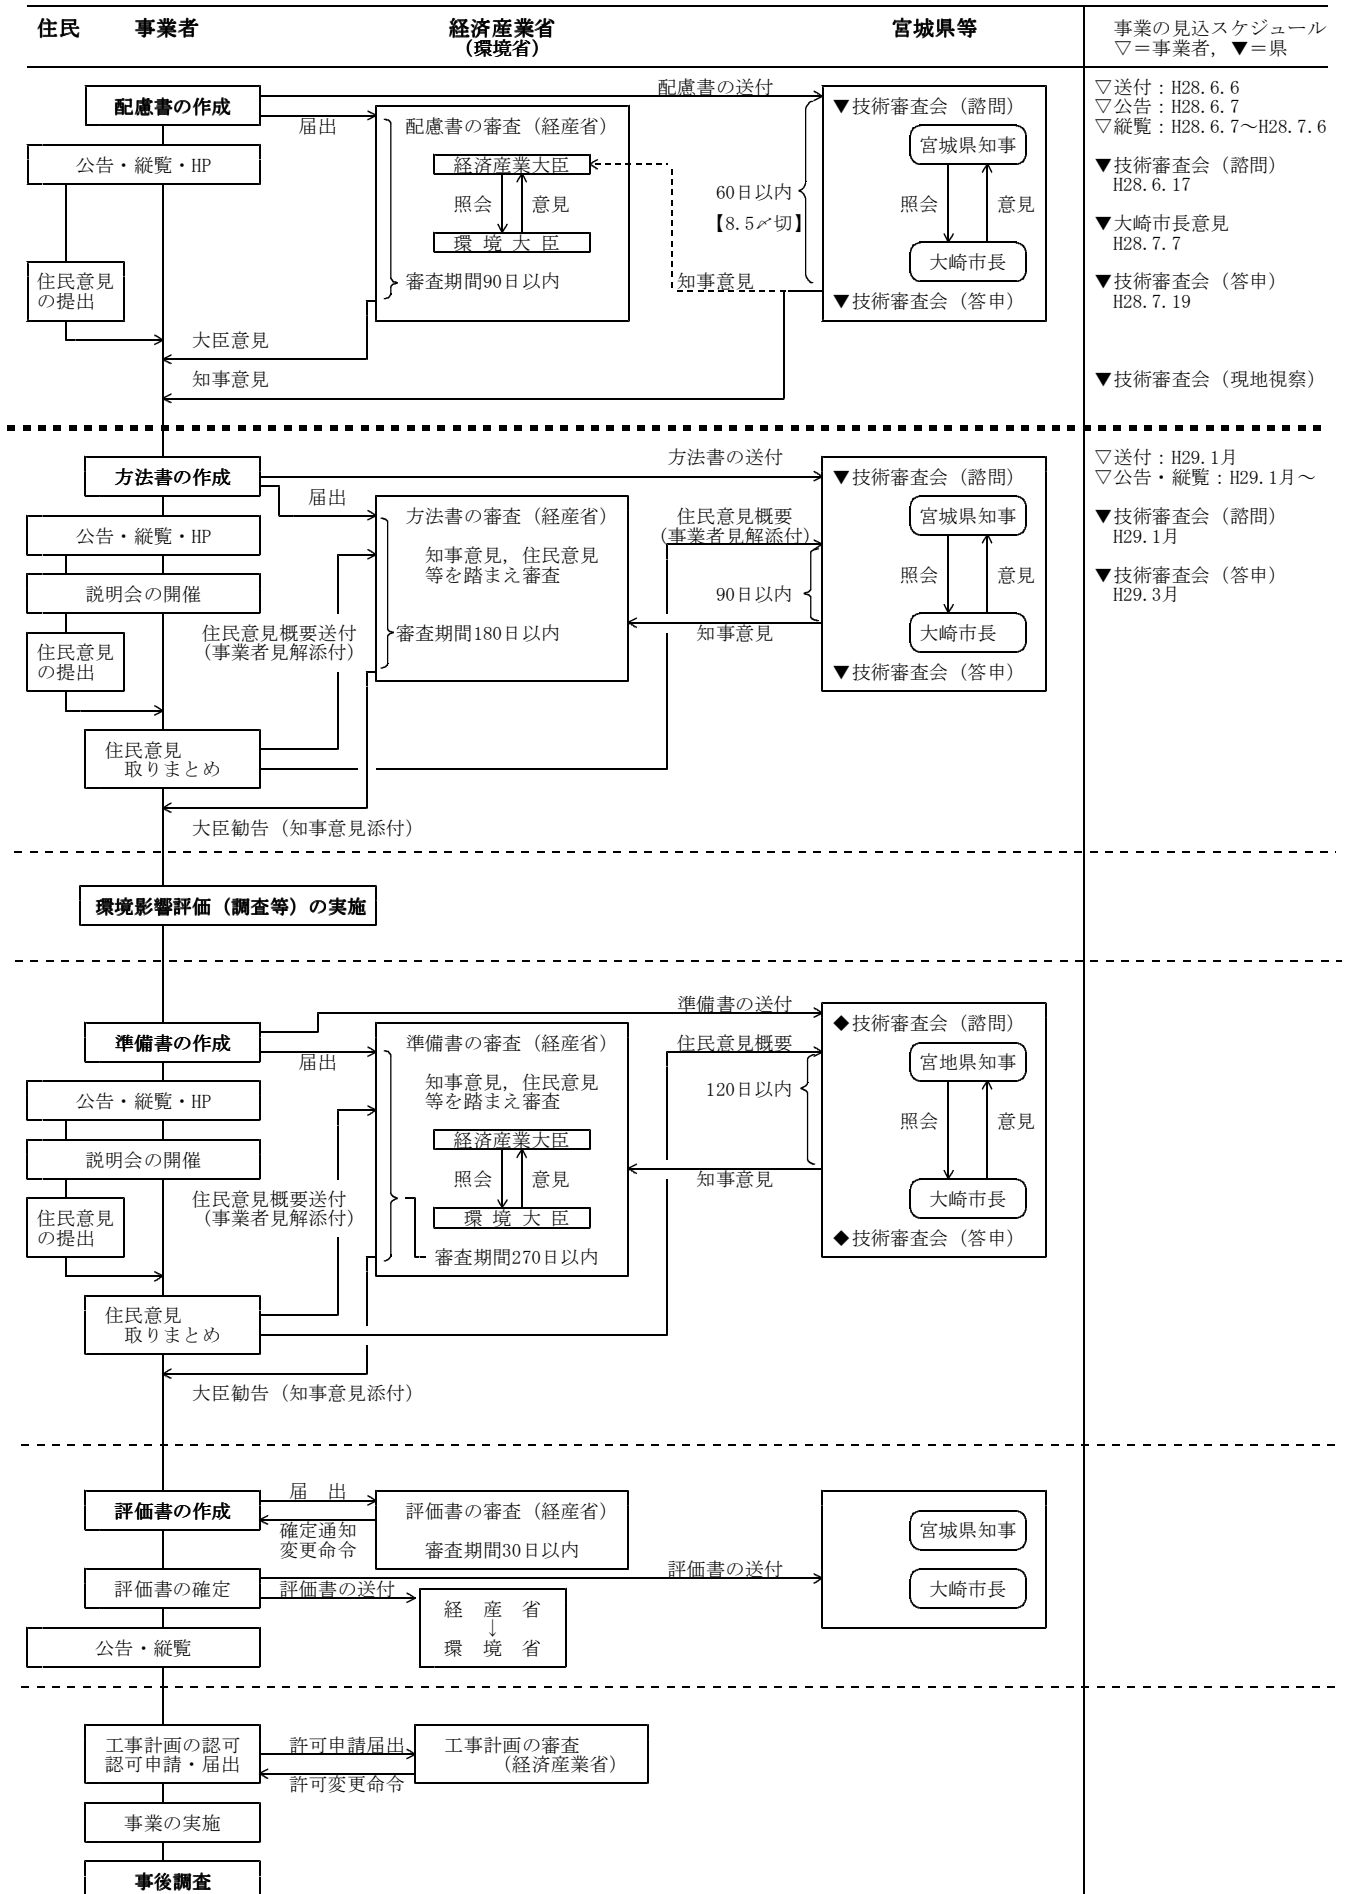 住民 事業者 経済産業省 宮城県等
（環境省）
事業の見込スケジュール
▽＝事業者，▼＝県
配慮書の作成
配慮書の送付
届出
公告・縦覧・HP
住民意見
の提出
配慮書の審査（経産省）
経済産業大臣
照会 意見
環 境 大 臣
審査期間90日以内
60日以内
【8.5〆切】
知事意見
▼技術審査会（諮問）
宮城県知事
照会 意見
大崎市長
▼技術審査会（答申）
大臣意見
知事意見
▽送付：H28.6.6
▽公告：H28.6.7
▽縦覧：H28.6.7～H28.7.6
▼技術審査会（諮問）
H28.6.17
▼大崎市長意見
H28.7.7
▼技術審査会（答申）
H28.7.19
▼技術審査会（現地視察）
方法書の作成
方法書の送付
届出
公告・縦覧・HP
説明会の開催
住民意見
の提出
住民意見概要送付
（事業者見解添付）
方法書の審査（経産省）
知事意見，住民意見
等を踏まえ審査
審査期間180日以内
住民意見概要
（事業者見解添付）
90日以内
知事意見
▼技術審査会（諮問）
宮城県知事
照会 意見
大崎市長
▼技術審査会（答申）
住民意見
取りまとめ
大臣勧告（知事意見添付）
▽送付：H29.1月
▽公告・縦覧：H29.1月～
▼技術審査会（諮問）
H29.1月
▼技術審査会（答申）
H29.3月
環境影響評価（調査等）の実施
準備書の作成
準備書の送付
届出
公告・縦覧・HP
説明会の開催
住民意見
の提出
住民意見概要送付
（事業者見解添付）
準備書の審査（経産省）
知事意見，住民意見
等を踏まえ審査
経済産業大臣
照会 意見
環 境 大 臣
審査期間270日以内
住民意見概要
120日以内
知事意見
◆技術審査会（諮問）
宮地県知事
照会 意見
大崎市長
◆技術審査会（答申）
住民意見
取りまとめ
大臣勧告（知事意見添付）
評価書の作成
届 出
確定通知
変更命令
評価書の審査（経産省）
審査期間30日以内
宮城県知事
大崎市長
評価書の確定
評価書の送付
評価書の送付
経 産 省
↓
環 境 省
公告・縦覧
工事計画の認可
認可申請・届出
許可申請届出
許可変更命令
工事計画の審査
（経済産業省）
事業の実施
事後調査